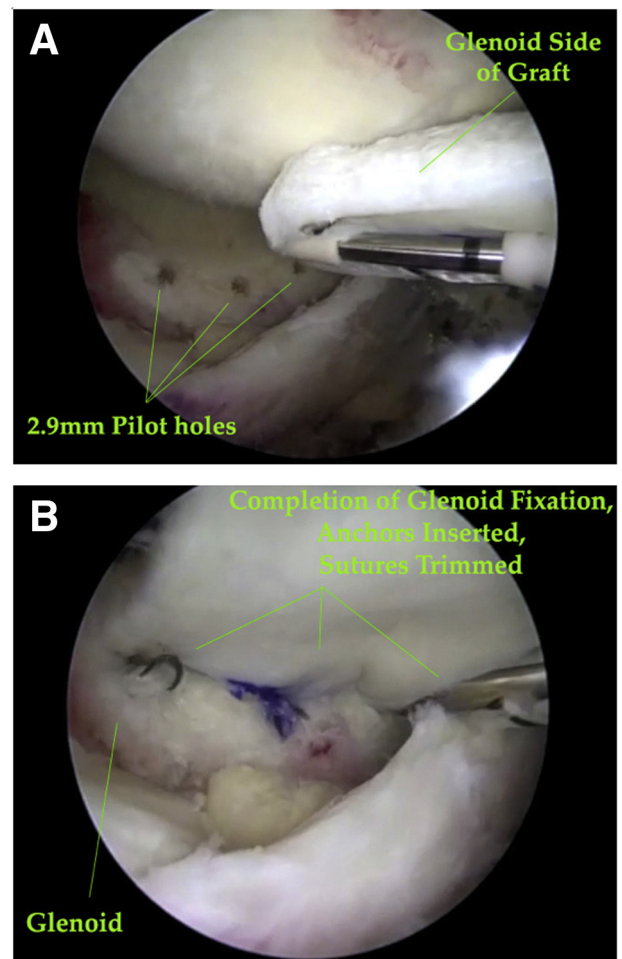 A
Glenoid Side
of Graft
2.9mm Pilot holes
B
Completion of Glenoid Fixation,
Anchors Inserted,
Sutures Trimmed
Glenoid